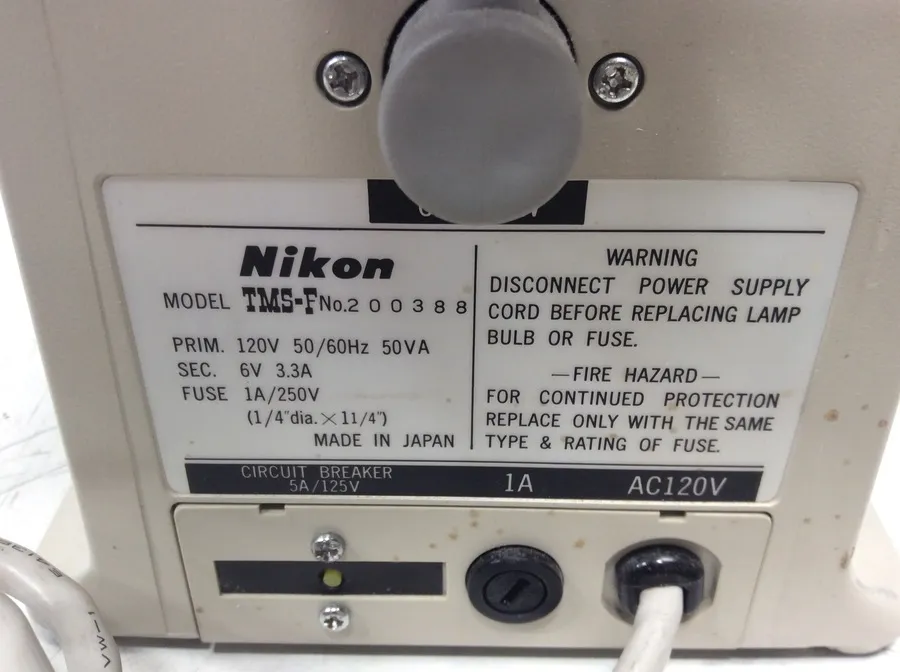 Nikon
MODEL TMS-F No.200388
PRIM. 120V 50/60Hz 50VA
SEC. 6V 3.3A
FUSE 1A/250V
(1/4"dia.×11/4")
MADE IN JAPAN
WARNING
DISCONNECT POWER SUPPLY
CORD BEFORE REPLACING LAMP
BULB OR FUSE.
—FIRE HAZARD—
FOR CONTINUED PROTECTION
REPLACE ONLY WITH THE SAME
TYPE & RATING OF FUSE.
CIRCUIT BREAKER
5A/125V
1A
AC120V